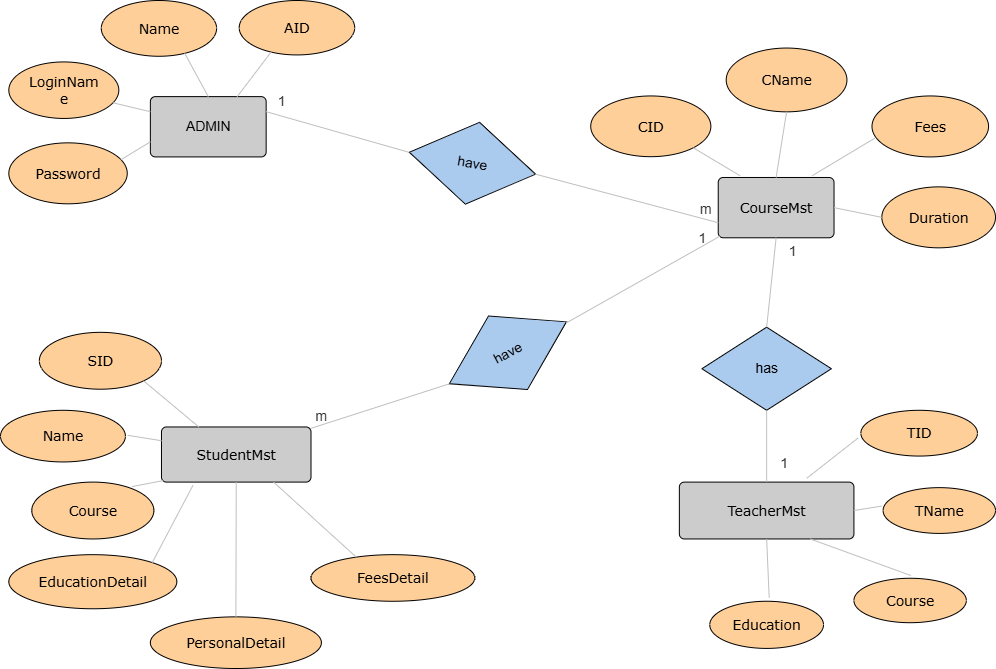 Name
AID
LoginNam
e
ADMIN
1
Password
have
CName
CID
Fees
m
CourseMst
Duration
1
1
have
has
SID
m
Name
StudentMst
Course
EducationDetail
FeesDetail
PersonalDetail
1
TID
TeacherMst
TName
Course
Education